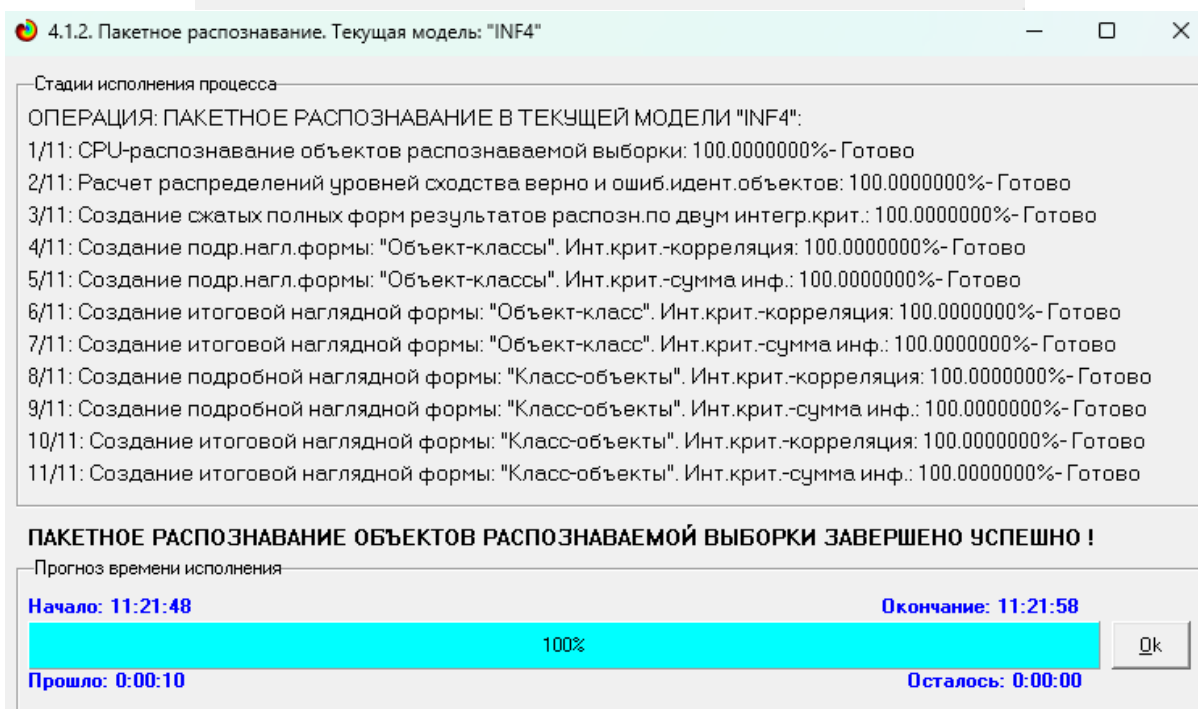 4.1.2. Пакетное распознавание. Текущая модель: "INF4"
Стадии исполнения процесса
ОПЕРАЦИЯ: ПАКЕТНОЕ РАСПОЗНАВАНИЕ В ТЕКУЩЕЙ МОДЕЛИ "INF4":
1/11: CPU-распознавание объектов распознаваемой выборки: 100.0000000%- Готово
2/11: Расчет распределений уровней сходства верно и ошиб.идент.объектов: 100.0000000%- Готово
3/11: Создание сжатых полных форм результатов распозн.по двум интегр.крит.: 100.0000000%- Готово
4/11: Создание подр.нагл.формы: "Объект-классы". Инт.крит.-корреляция: 100.0000000%- Готово
5/11: Создание подр.нагл.формы: "Объект-классы". Инт.крит.-сумма инф.: 100.0000000%- Готово
6/11: Создание итоговой наглядной формы: "Объект-класс". Инт.крит.-корреляция: 100.0000000%- Готово
7/11: Создание итоговой наглядной формы: "Объект-класс". Инт.крит.-сумма инф.: 100.0000000%- Готово
8/11: Создание подробной наглядной формы: "Класс-объекты". Инт.крит.-корреляция: 100.0000000%- Готово
9/11: Создание подробной наглядной формы: "Класс-объекты". Инт.крит.-сумма инф.: 100.0000000%- Готово
10/11: Создание итоговой наглядной формы: "Класс-объекты". Инт.крит.-корреляция: 100.0000000%- Готово
11/11: Создание итоговой наглядной формы: "Класс-объекты". Инт.крит.-сумма инф.: 100.0000000%- Готово
ПАКЕТНОЕ РАСПОЗНАВАНИЕ ОБЪЕКТОВ РАСПОЗНАВАЕМОЙ ВЫБОРКИ ЗАВЕРШЕНО УСПЕШНО !
Прогноз времени исполнения
Начало: 11:21:48 Окончание: 11:21:58
100% Ok
Прошло: 0:00:10 Осталось: 0:00:00